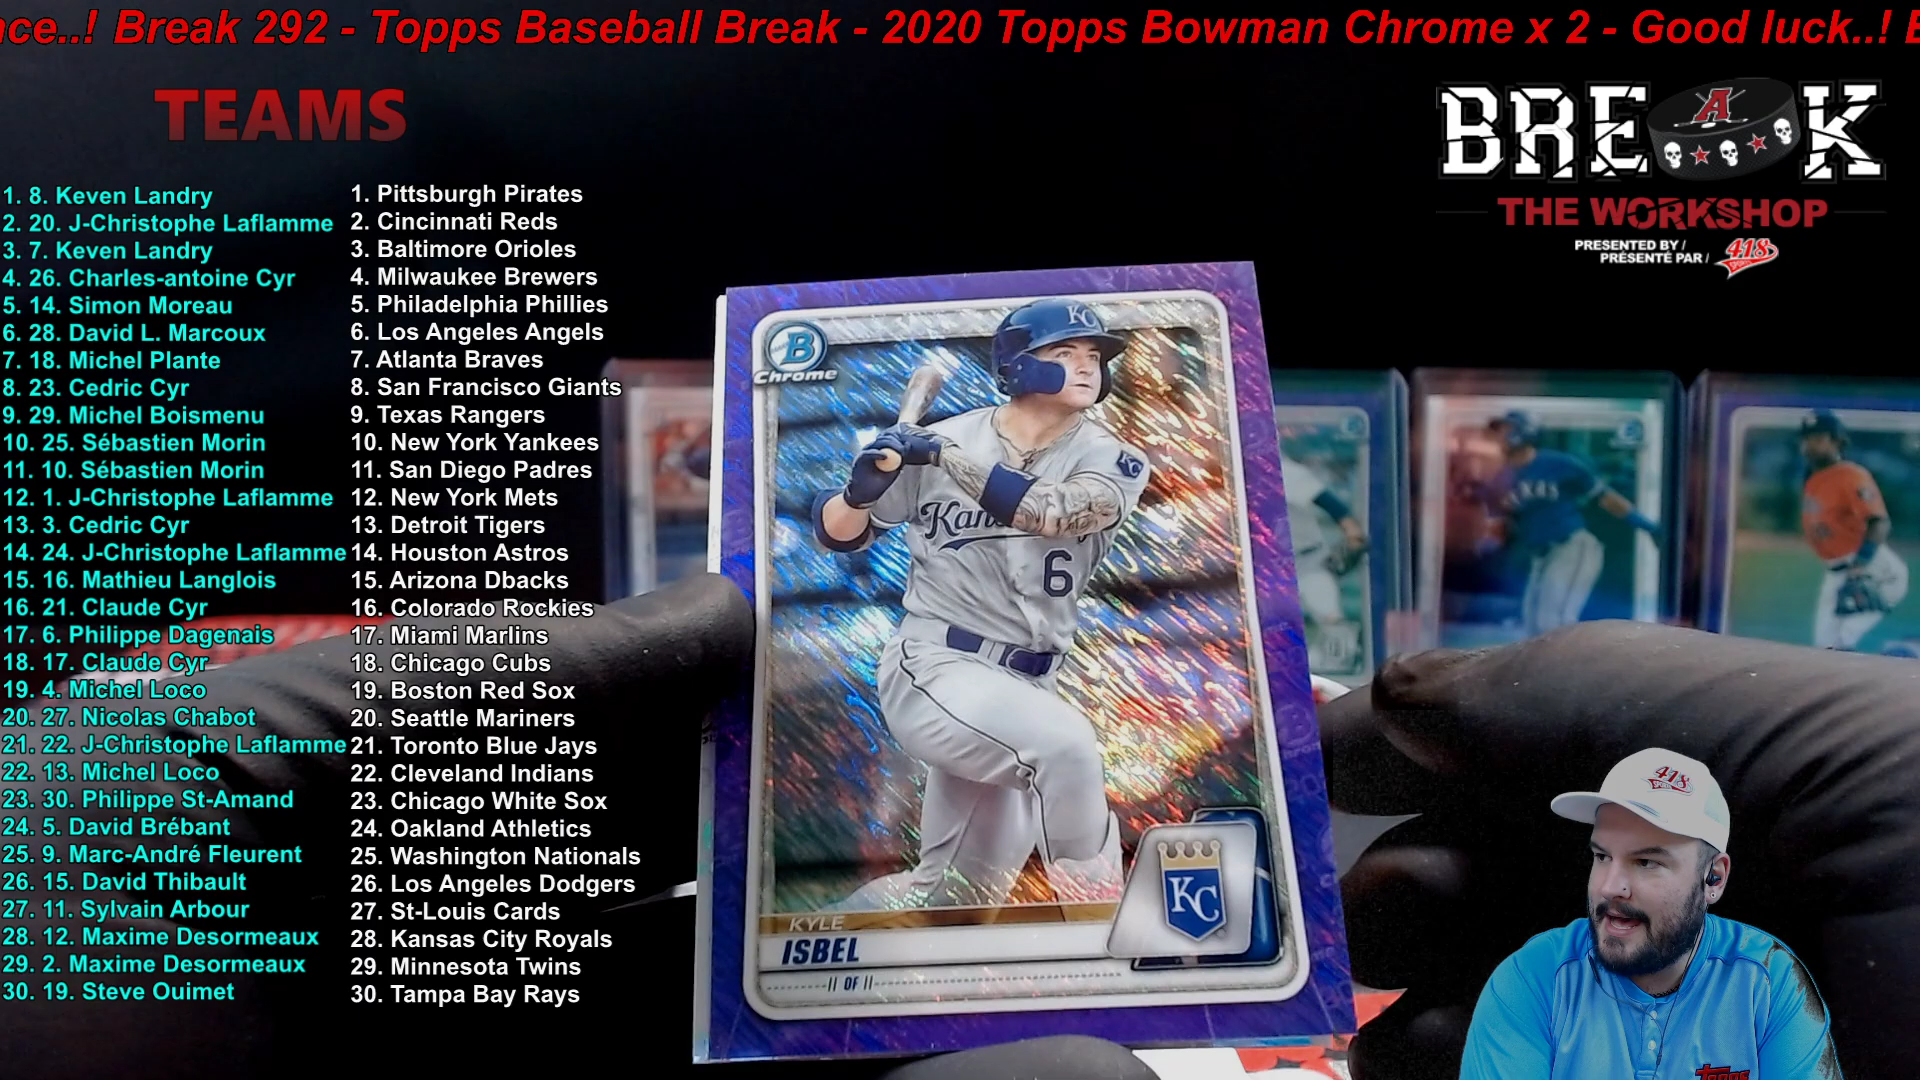 nce..! Break 292 - Topps Baseball Break - 2020 Topps Bowman Chrome x 2 - Good luck..!
TEAMS
1. 8. Keven Landry
2. 20. J-Christophe Laflamme
3. 7. Keven Landry
4. 26. Charles-antoine Cyr
5. 14. Simon Moreau
6. 28. David L. Marcoux
7. 18. Michel Plante
8. 23. Cedric Cyr
9. 29. Michel Boismenu
10. 25. Sébastien Morin
11. 10. Sébastien Morin
12. 1. J-Christophe Laflamme
13. 3. Cedric Cyr
14. 24. J-Christophe Laflamme
15. 16. Mathieu Langlois
16. 21. Claude Cyr
17. 6. Philippe Dagenais
18. 17. Claude Cyr
19. 4. Michel Loco
20. 27. Nicolas Chabot
21. 22. J-Christophe Laflamme
22. 13. Michel Loco
23. 30. Philippe St-Amand
24. 5. David Brébant
25. 9. Marc-André Fleurent
26. 15. David Thibault
27. 11. Sylvain Arbour
28. 12. Maxime Desormeaux
29. 2. Maxime Desormeaux
30. 19. Steve Ouimet
1. Pittsburgh Pirates
2. Cincinnati Reds
3. Baltimore Orioles
4. Milwaukee Brewers
5. Philadelphia Phillies
6. Los Angeles Angels
7. Atlanta Braves
8. San Francisco Giants
9. Texas Rangers
10. New York Yankees
11. San Diego Padres
12. New York Mets
13. Detroit Tigers
14. Houston Astros
15. Arizona Dbacks
16. Colorado Rockies
17. Miami Marlins
18. Chicago Cubs
19. Boston Red Sox
20. Seattle Mariners
21. Toronto Blue Jays
22. Cleveland Indians
23. Chicago White Sox
24. Oakland Athletics
25. Washington Nationals
26. Los Angeles Dodgers
27. St-Louis Cards
28. Kansas City Royals
29. Minnesota Twins
30. Tampa Bay Rays
B
Chrome
KC
KC
Kan
6
KC
KYLE
ISBEL
II OF II
BRE K
A
THE WORKSHOP
PRESENTED BY /
PRÉSENTÉ PAR /
418
SPORTS
418
Topps